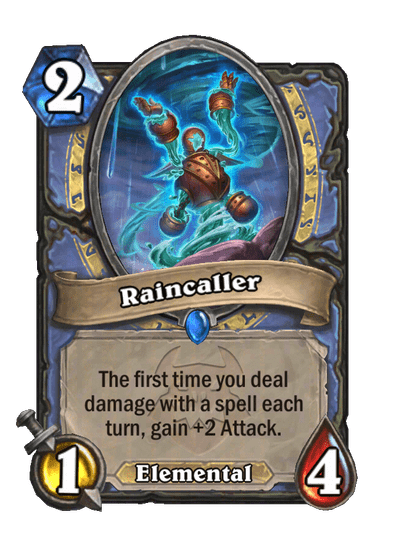 2
Raincaller
The first time you deal
damage with a spell each
turn, gain +2 Attack.
1
Elemental
4